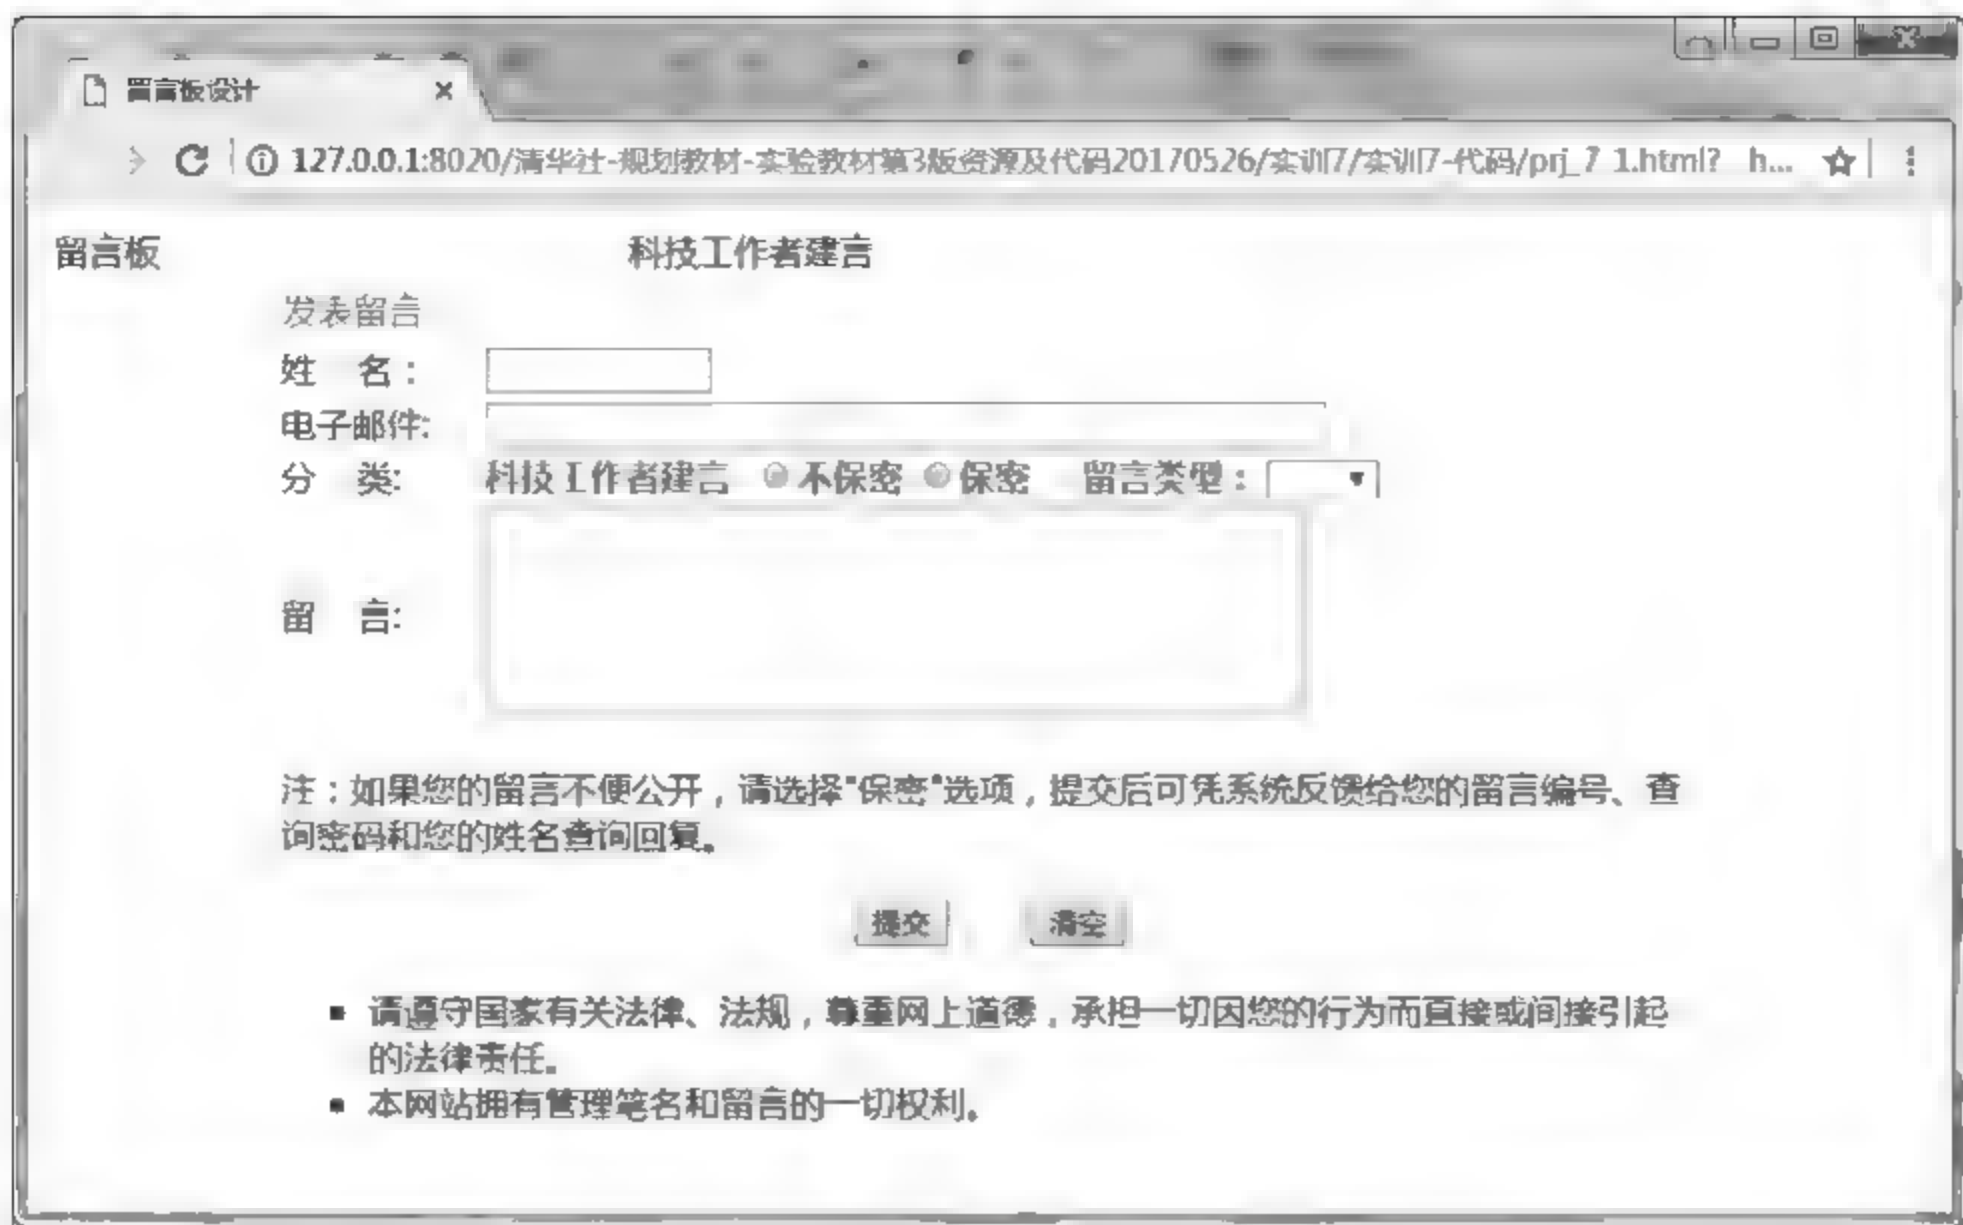 留言板设计
127.0.0.1:8020/清华社-规划教材-实验教材第3版资源及代码20170526/实训7/实训7-代码/prj_7_1.html?__h...
留言板 科技工作者建言
发表留言
姓 名：
电子邮件:
分 类: 科技工作者建言 不保密 保密 留言类型：
留 言:
注：如果您的留言不便公开，请选择"保密"选项，提交后可凭系统反馈给您的留言编号、查
询密码和您的姓名查询回复。
提交 清空
请遵守国家有关法律、法规，尊重网上道德，承担一切因您的行为而直接或间接引起
的法律责任。
本网站拥有管理笔名和留言的一切权利。